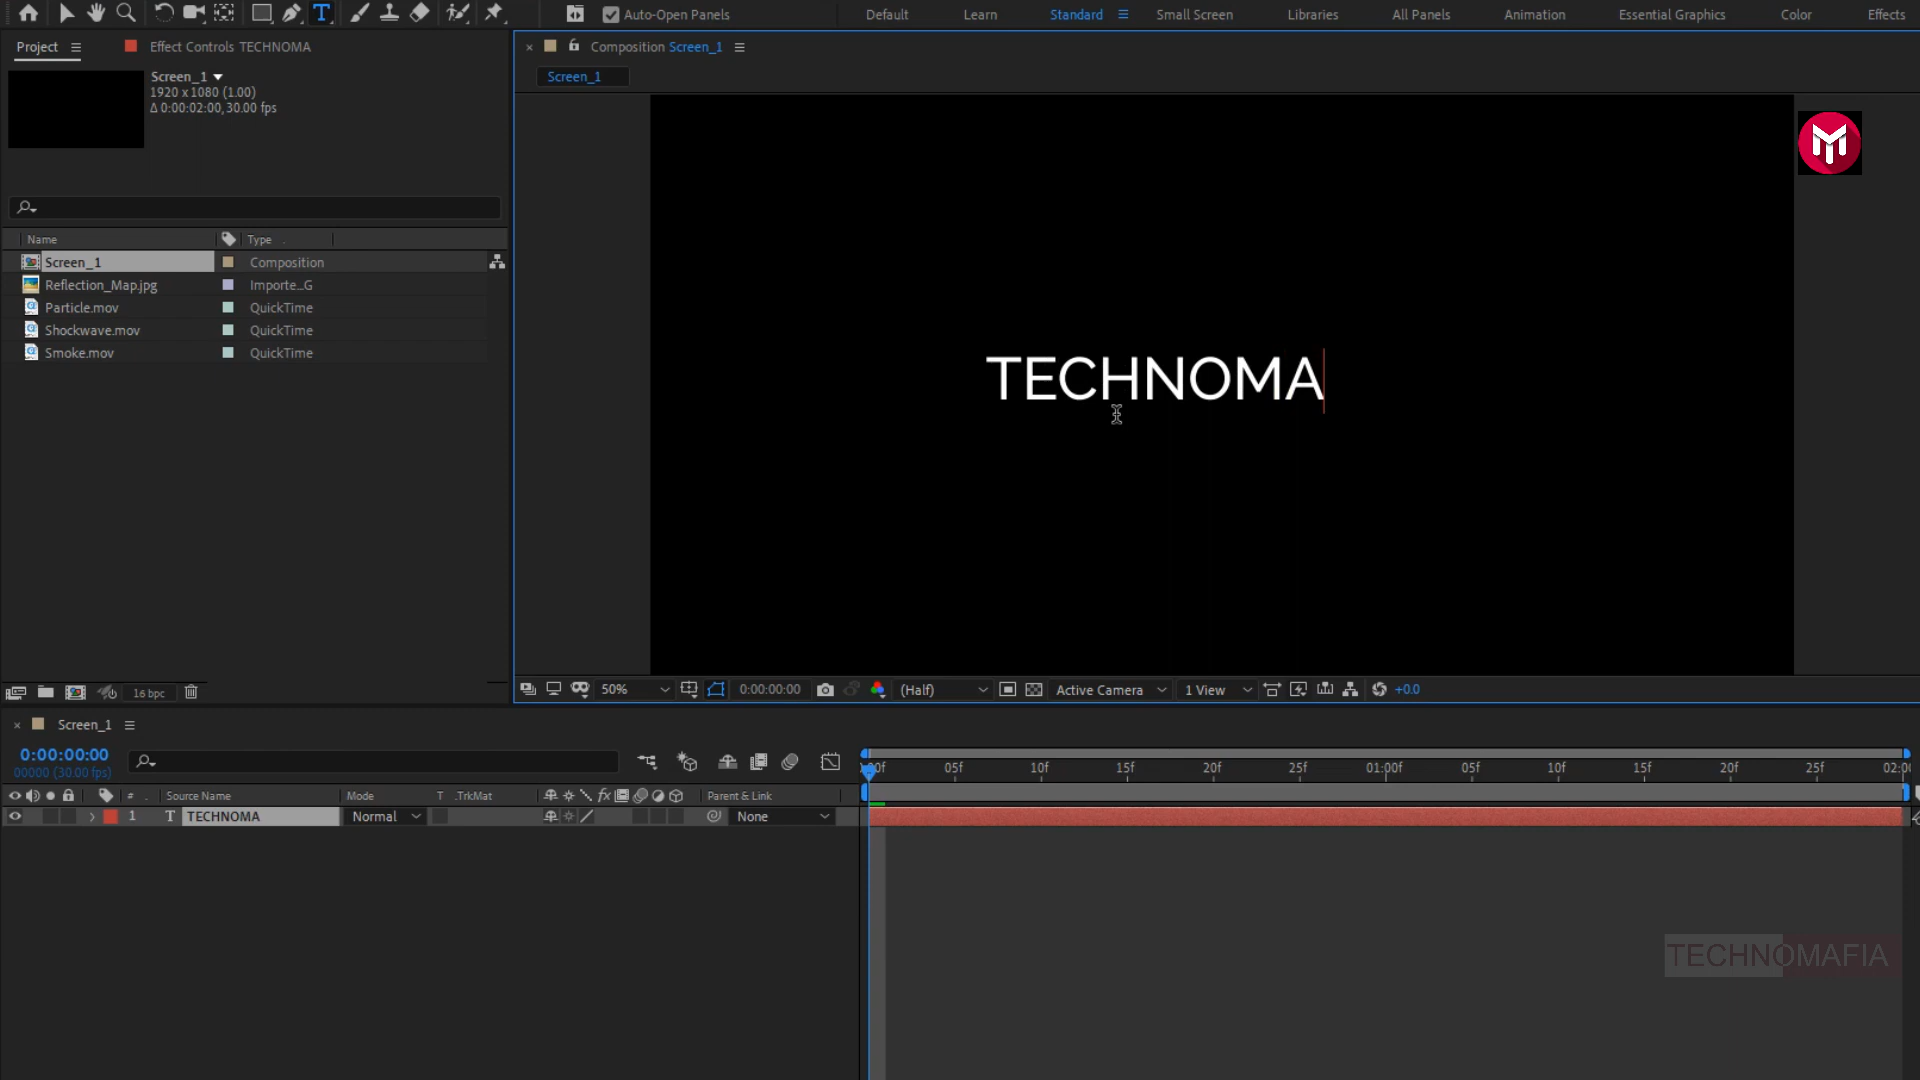 Auto-Open Panels
Default
Learn
Standard
Small Screen
Libraries
All Panels
Animation
Essential Graphics
Color
Effects
Project
Effect Controls TECHNOMA
Screen_1
1920 x 1080 (1.00)
Δ 0:00:02:00, 30.00 fps
Name
Type
Screen_1 Composition
Reflection_Map.jpg Importe...G
Particle.mov QuickTime
Shockwave.mov QuickTime
Smoke.mov QuickTime
16 bpc
Composition Screen_1
Screen_1
TECHNOMA
50%
0:00:00:00
(Half)
Active Camera
1 View
+0.0
Screen_1
0:00:00:00
00000 (30.00 fps)
# Source Name Mode T .TrkMat Parent & Link
1 T TECHNOMA Normal None
05f 10f 15f 20f 25f 01:00f 05f 10f 15f 20f 25f
TECHNOMAFIA